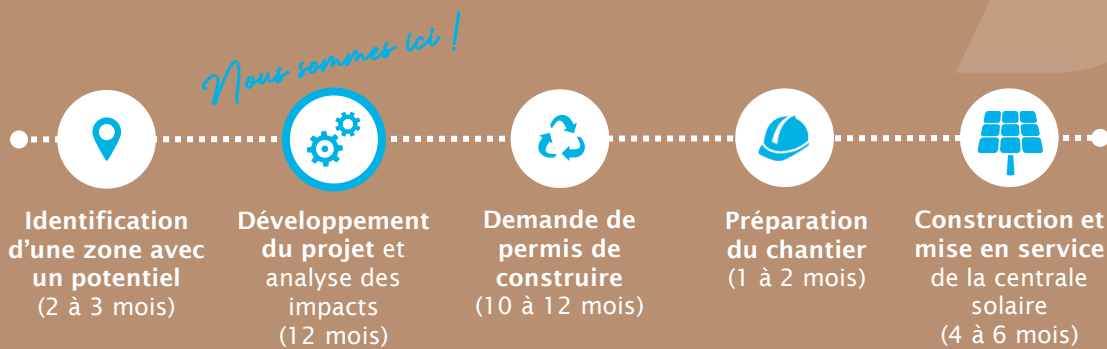 Nous sommes ici !
Identification
d'une zone avec
un potentiel
(2 à 3 mois)
Développement
du projet et
analyse des
impacts
(12 mois)
Demande de
permis de
construire
(10 à 12 mois)
Préparation
du chantier
(1 à 2 mois)
Construction et
mise en service
de la centrale
solaire
(4 à 6 mois)